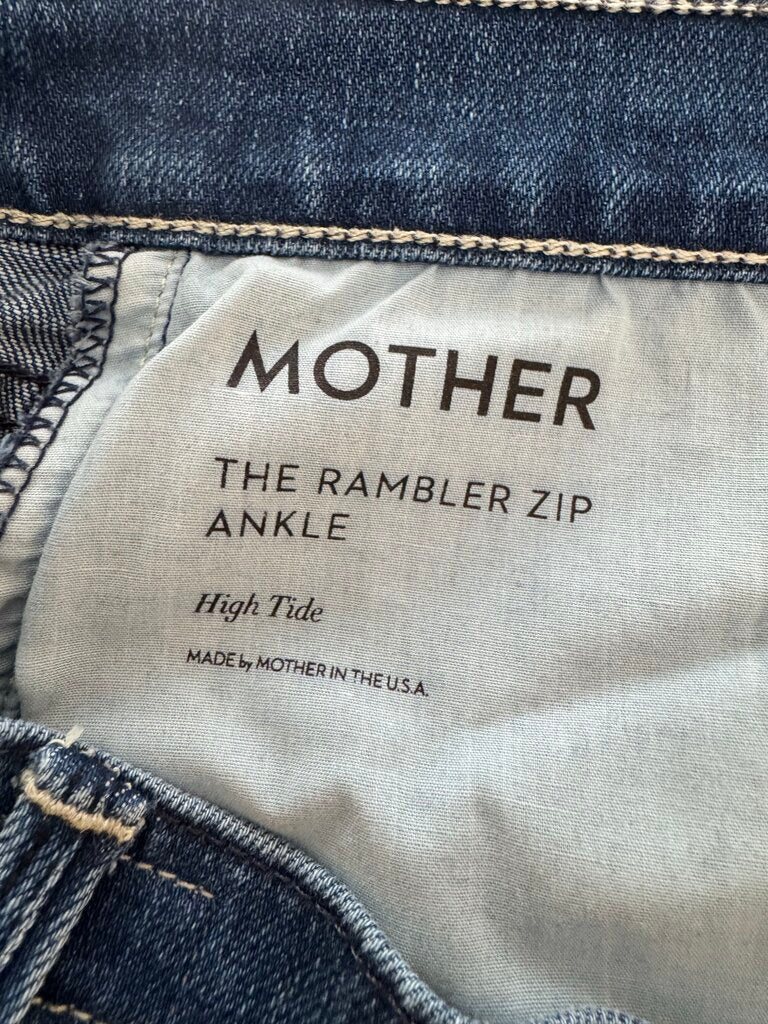 MOTHER
THE RAMBLER ZIP
ANKLE
High Tide
MADE by MOTHER IN THE U.S.A.